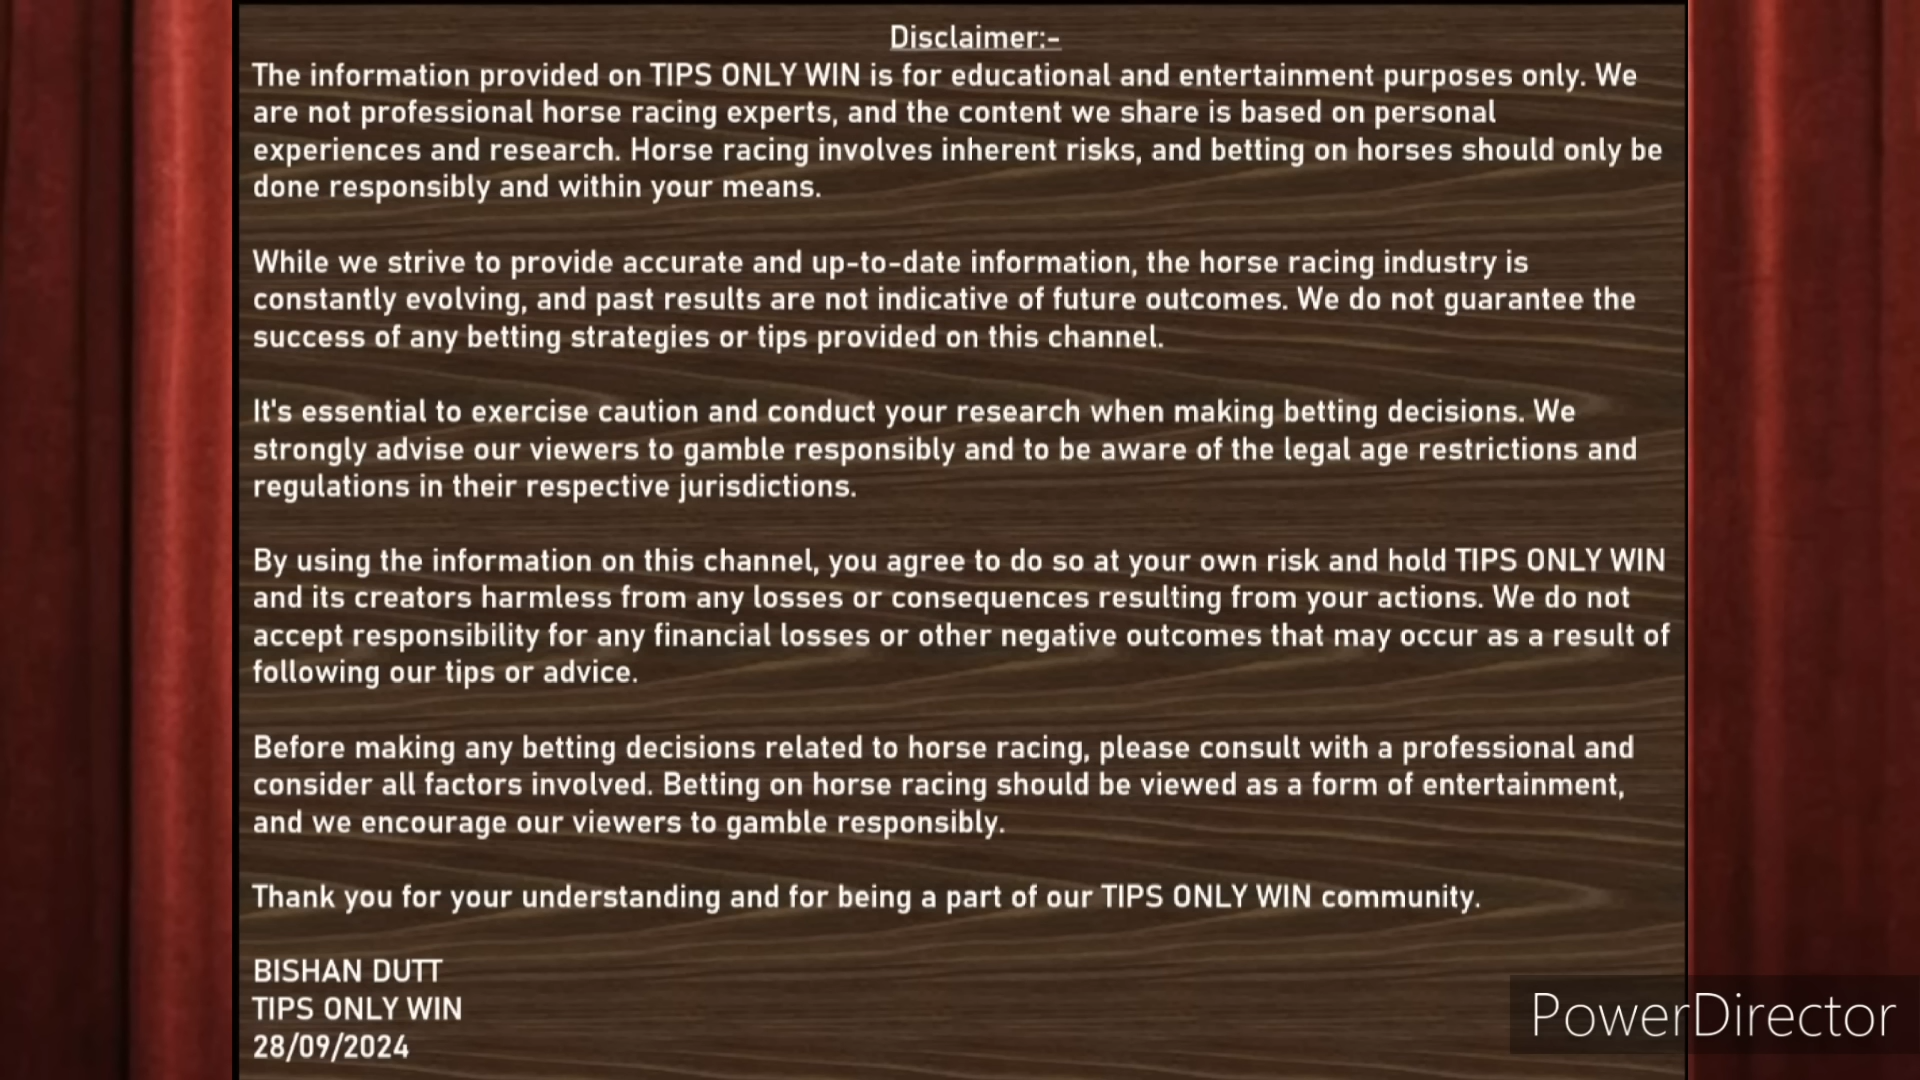 Disclaimer:-
The information provided on TIPS ONLY WIN is for educational and entertainment purposes only. We
are not professional horse racing experts, and the content we share is based on personal
experiences and research. Horse racing involves inherent risks, and betting on horses should only be
done responsibly and within your means.
While we strive to provide accurate and up-to-date information, the horse racing industry is
constantly evolving, and past results are not indicative of future outcomes. We do not guarantee the
success of any betting strategies or tips provided on this channel.
It's essential to exercise caution and conduct your research when making betting decisions. We
strongly advise our viewers to gamble responsibly and to be aware of the legal age restrictions and
regulations in their respective jurisdictions.
By using the information on this channel, you agree to do so at your own risk and hold TIPS ONLY WIN
and its creators harmless from any losses or consequences resulting from your actions. We do not
accept responsibility for any financial losses or other negative outcomes that may occur as a result of
following our tips or advice.
Before making any betting decisions related to horse racing, please consult with a professional and
consider all factors involved. Betting on horse racing should be viewed as a form of entertainment,
and we encourage our viewers to gamble responsibly.
Thank you for your understanding and for being a part of our TIPS ONLY WIN community.
BISHAN DUTT
TIPS ONLY WIN
28/09/2024
PowerDirector